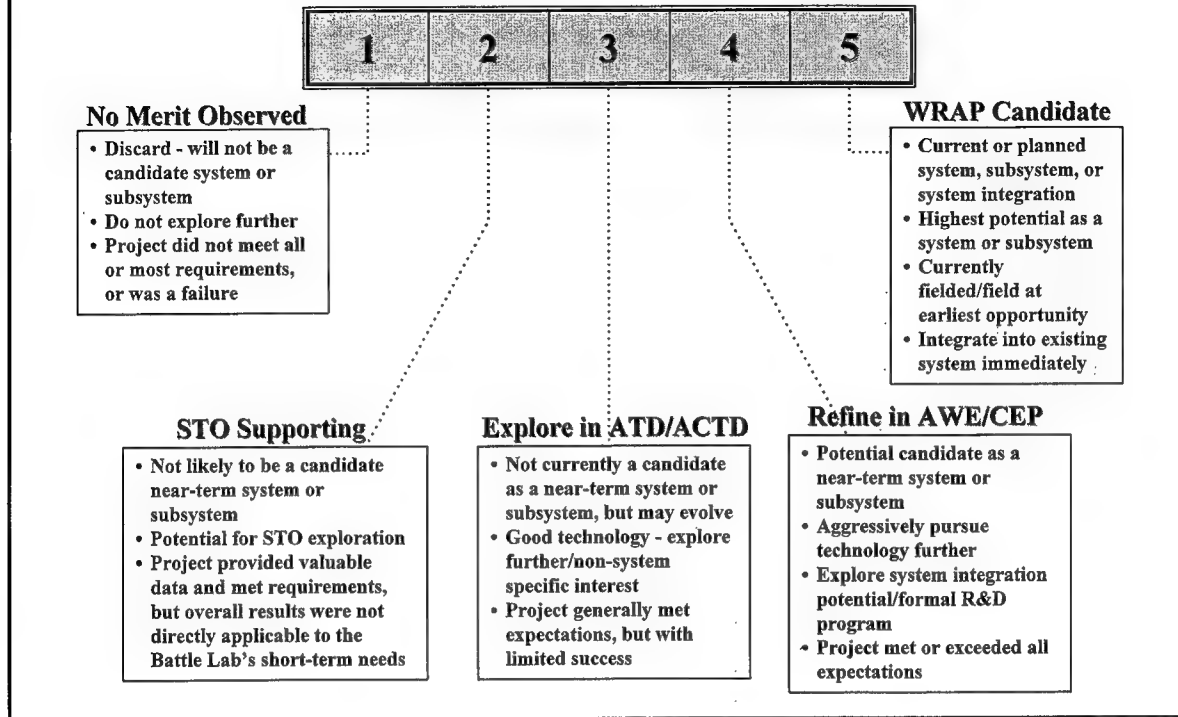 1 2 3 4 5
No Merit Observed
• Discard - will not be a
candidate system or
subsystem
• Do not explore further
• Project did not meet all
or most requirements,
or was a failure
WRAP Candidate
• Current or planned
system, subsystem, or
system integration
• Highest potential as a
system or subsystem
• Currently
fielded/field at
earliest opportunity
• Integrate into existing
system immediately
STO Supporting
• Not likely to be a candidate
near-term system or
subsystem
• Potential for STO exploration
• Project provided valuable
data and met requirements,
but overall results were not
directly applicable to the
Battle Lab's short-term needs
Explore in ATD/ACTD
• Not currently a candidate
as a near-term system or
subsystem, but may evolve
• Good technology - explore
further/non-system
specific interest
• Project generally met
expectations, but with
limited success
Refine in AWE/CEP
• Potential candidate as a
near-term system or
subsystem
• Aggressively pursue
technology further
• Explore system integration
potential/formal R&D
program
• Project met or exceeded all
expectations